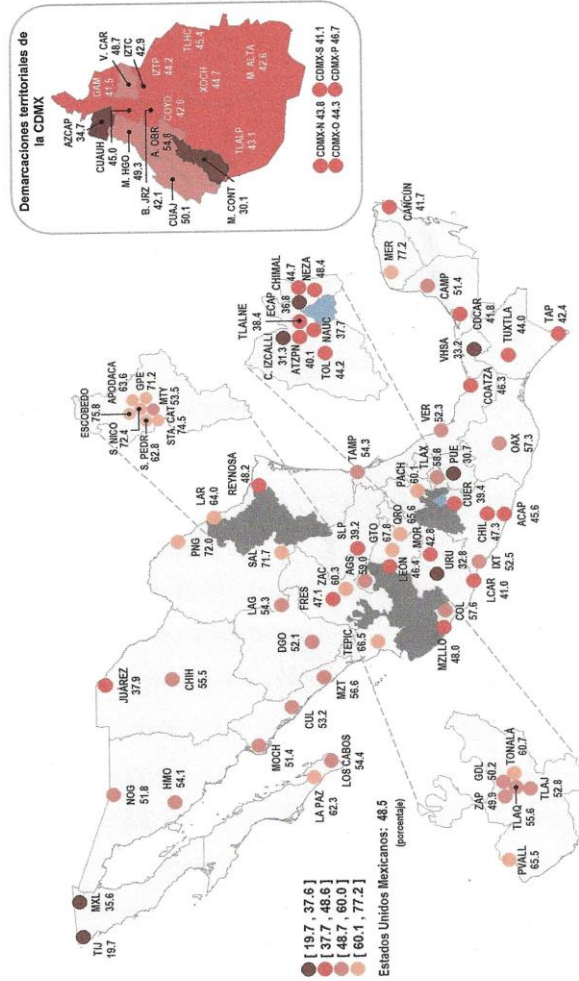 Demarcaciones territoriales de
la CDMX
AZCAP
34.7
GAM
41.5
V. CAR
48.7
IZTC
42.9
CUAUH
45.0
M. HGO
49.3
B. JRZ
42.1
CUAJ
50.1
A. OBR
54.8
M. CONT
30.1
COYO
42.6
IZTP
44.2
TLHC
45.4
XOCH
44.7
M. ALTA
42.6
TLALP
43.1
CDMX-N 43.8
CDMX-S 41.1
CDMX-O 44.3
CDMX-P 46.7
ESCOBEDO
75.8
APODACA
63,6
S. NICO
72.4
GPE
71.2
S. PEDR.
62.8
MTY
53.5
STA. CAT
74.5
TIJ
19.7
MXL
35.6
NOG
51.8
HMO
54.1
JUÁREZ
37.9
CHIH
55.5
MOCH
51.4
CUL
53.2
LA PAZ
62.3
LOS CABOS
54.4
MZT
56.6
DGO
52.1
LAG
54.3
PNG
72.0
LAR
64.0
REYNOSA
48.2
SAL
71.7
FRES
47.1
ZAC
60.3
SLP
39.2
TAMP
54.3
AGS
59.0
GTO
67.8
TEPIC
66.5
LEON
46.4
QRO
65.6
MOR
42.8
PACH
60.1
TLAX
58.8
VER
52.3
URU
32.8
COL
57.6
MZLLO
48.0
LCAR
41.0
IXT
52.5
CHIL
47.3
ACAP
45.6
CUER
39.4
PUE
30.7
OAX
57.3
COATZA
46.3
VHSA
33.2
CDCAR
41.8
TUXTLA
44.0
TAP
42.4
CAMP
51.4
MER
77.2
CANCÚN
41.7
TLALNE
38.4
ECAP
36.8
CHIMAL
44.7
C. IZCALLI
31.3
NEZA
48.4
ATZPN
40.1
NAUC
37.7
TOL
44.2
ZAP
49.9
GDL
50.2
TONALA
60.7
TLAQ
55.6
TLAJ
52.8
PVALL
65.5
[ 19.7 , 37.6 ]
[ 37.7 , 48.6 ]
[ 48.7 , 60.0 ]
[ 60.1 , 77.2 ]
Estados Unidos Mexicanos: 48.5
(porcentaje)